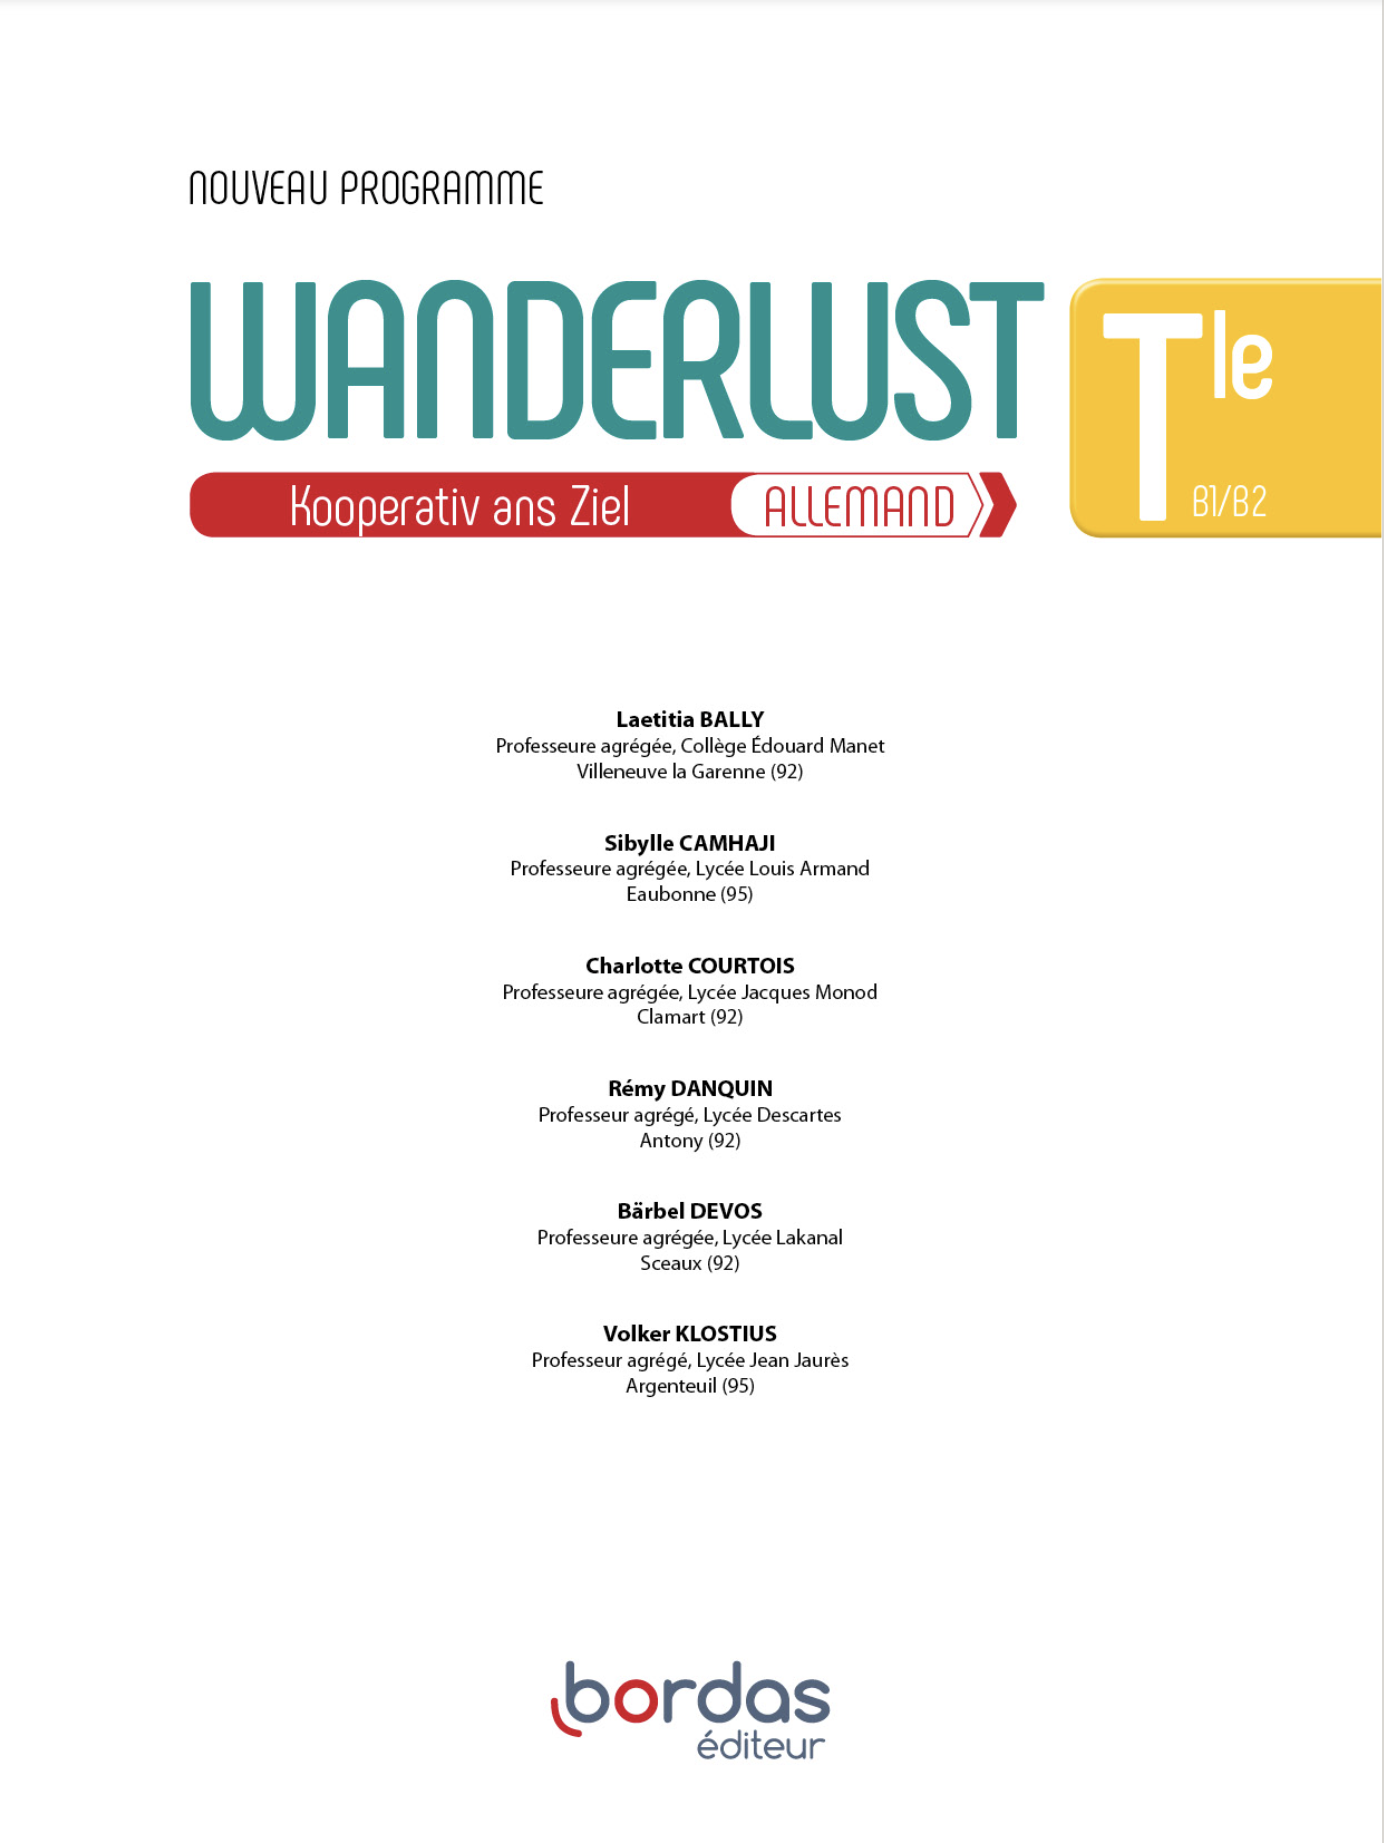 NOUVEAU PROGRAMME
WANDERLUST
Tle
B1/B2
Kooperativ ans Ziel ALLEMAND
Laetitia BALLY
Professeure agrégée, Collège Édouard Manet
Villeneuve la Garenne (92)
Sibylle CAMHAJI
Professeure agrégée, Lycée Louis Armand
Eaubonne (95)
Charlotte COURTOIS
Professeure agrégée, Lycée Jacques Monod
Clamart (92)
Rémy DANQUIN
Professeur agrégé, Lycée Descartes
Antony (92)
Bärbel DEVOS
Professeure agrégée, Lycée Lakanal
Sceaux (92)
Volker KLOSTIUS
Professeur agrégé, Lycée Jean Jaurès
Argenteuil (95)
bordas
éditeur